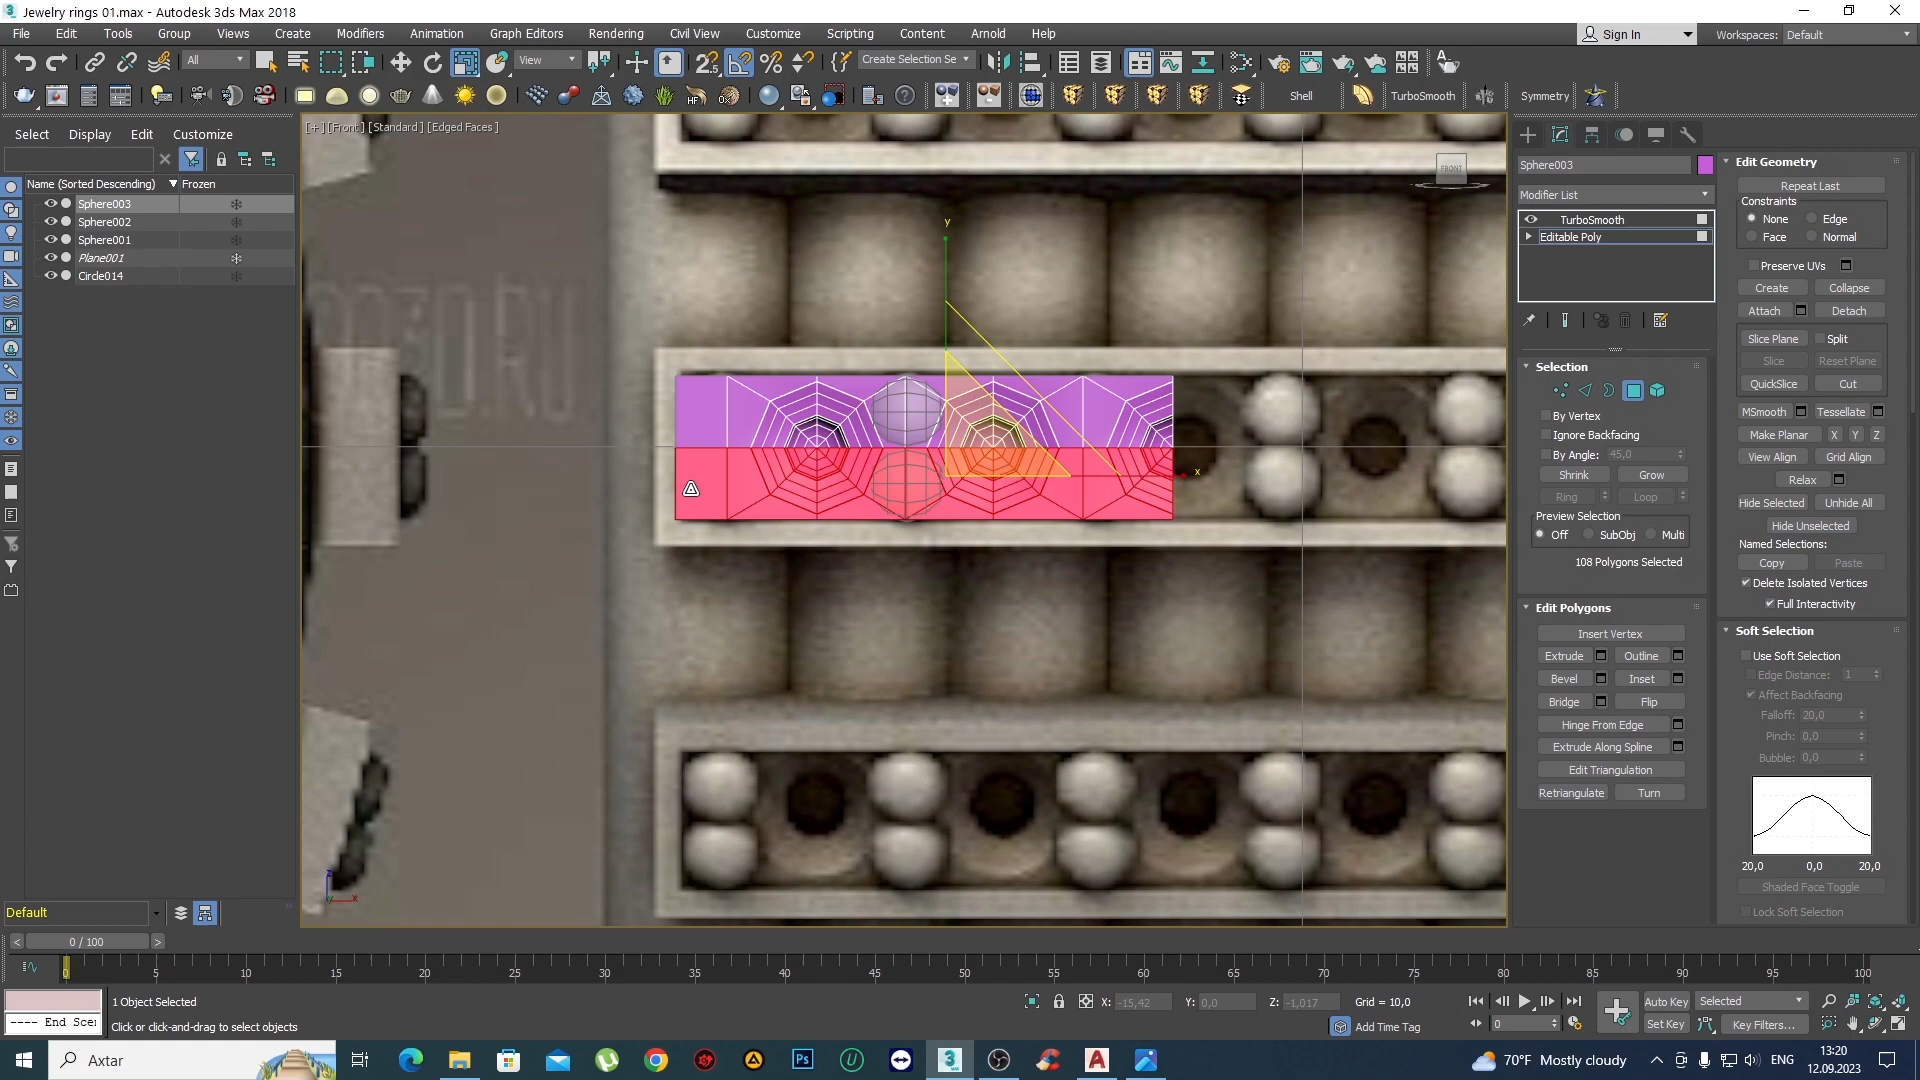 Jewelry rings 01.max - Autodesk 3ds Max 2018
File Edit Tools Group Views Create Modifiers Animation Graph Editors Rendering Civil View Customize Scripting Content Arnold Help
Sign In Workspaces: Default
All View Create Selection Se
HF Shell TurboSmooth Symmetry
Select Display Edit Customize
Name (Sorted Descending) Frozen
Sphere003
Sphere002
Sphere001
Plane001
Circle014
[+] [Front] [Standard] [Edged Faces]
FRONT
y
x
Sphere003
Modifier List
TurboSmooth
Editable Poly
Selection
By Vertex
Ignore Backfacing
By Angle: 45,0
Shrink Grow
Ring Loop
Preview Selection
Off SubObj Multi
108 Polygons Selected
Edit Polygons
Insert Vertex
Extrude Outline
Bevel Inset
Bridge Flip
Hinge From Edge
Extrude Along Spline
Edit Triangulation
Retriangulate Turn
Edit Geometry
Repeat Last
Constraints
None Edge
Face Normal
Preserve UVs
Create Collapse
Attach Detach
Slice Plane Split
Slice Reset Plane
QuickSlice Cut
MSmooth Tessellate
Make Planar X Y Z
View Align Grid Align
Relax
Hide Selected Unhide All
Hide Unselected
Named Selections:
Copy Paste
Delete Isolated Vertices
Full Interactivity
Soft Selection
Use Soft Selection
Edge Distance: 1
Affect Backfacing
Falloff: 20,0
Pinch: 0,0
Bubble: 0,0
20,0 0,0 20,0
Shaded Face Toggle
Lock Soft Selection
z
x
Default
< 0 / 100 >
0 5 10 15 20 25 30 35 40 45 50 55 60 65 70 75 80 85 90 95 100
1 Object Selected X: -15,42 Y: 0,0 Z: -1,017 Grid = 10,0 Auto Key Selected
---- End Scer Click or click-and-drag to select objects Add Time Tag 0 Set Key Key Filters...
Axtar Ps U 3 MAX A 70°F Mostly cloudy ENG 13:20
12.09.2023